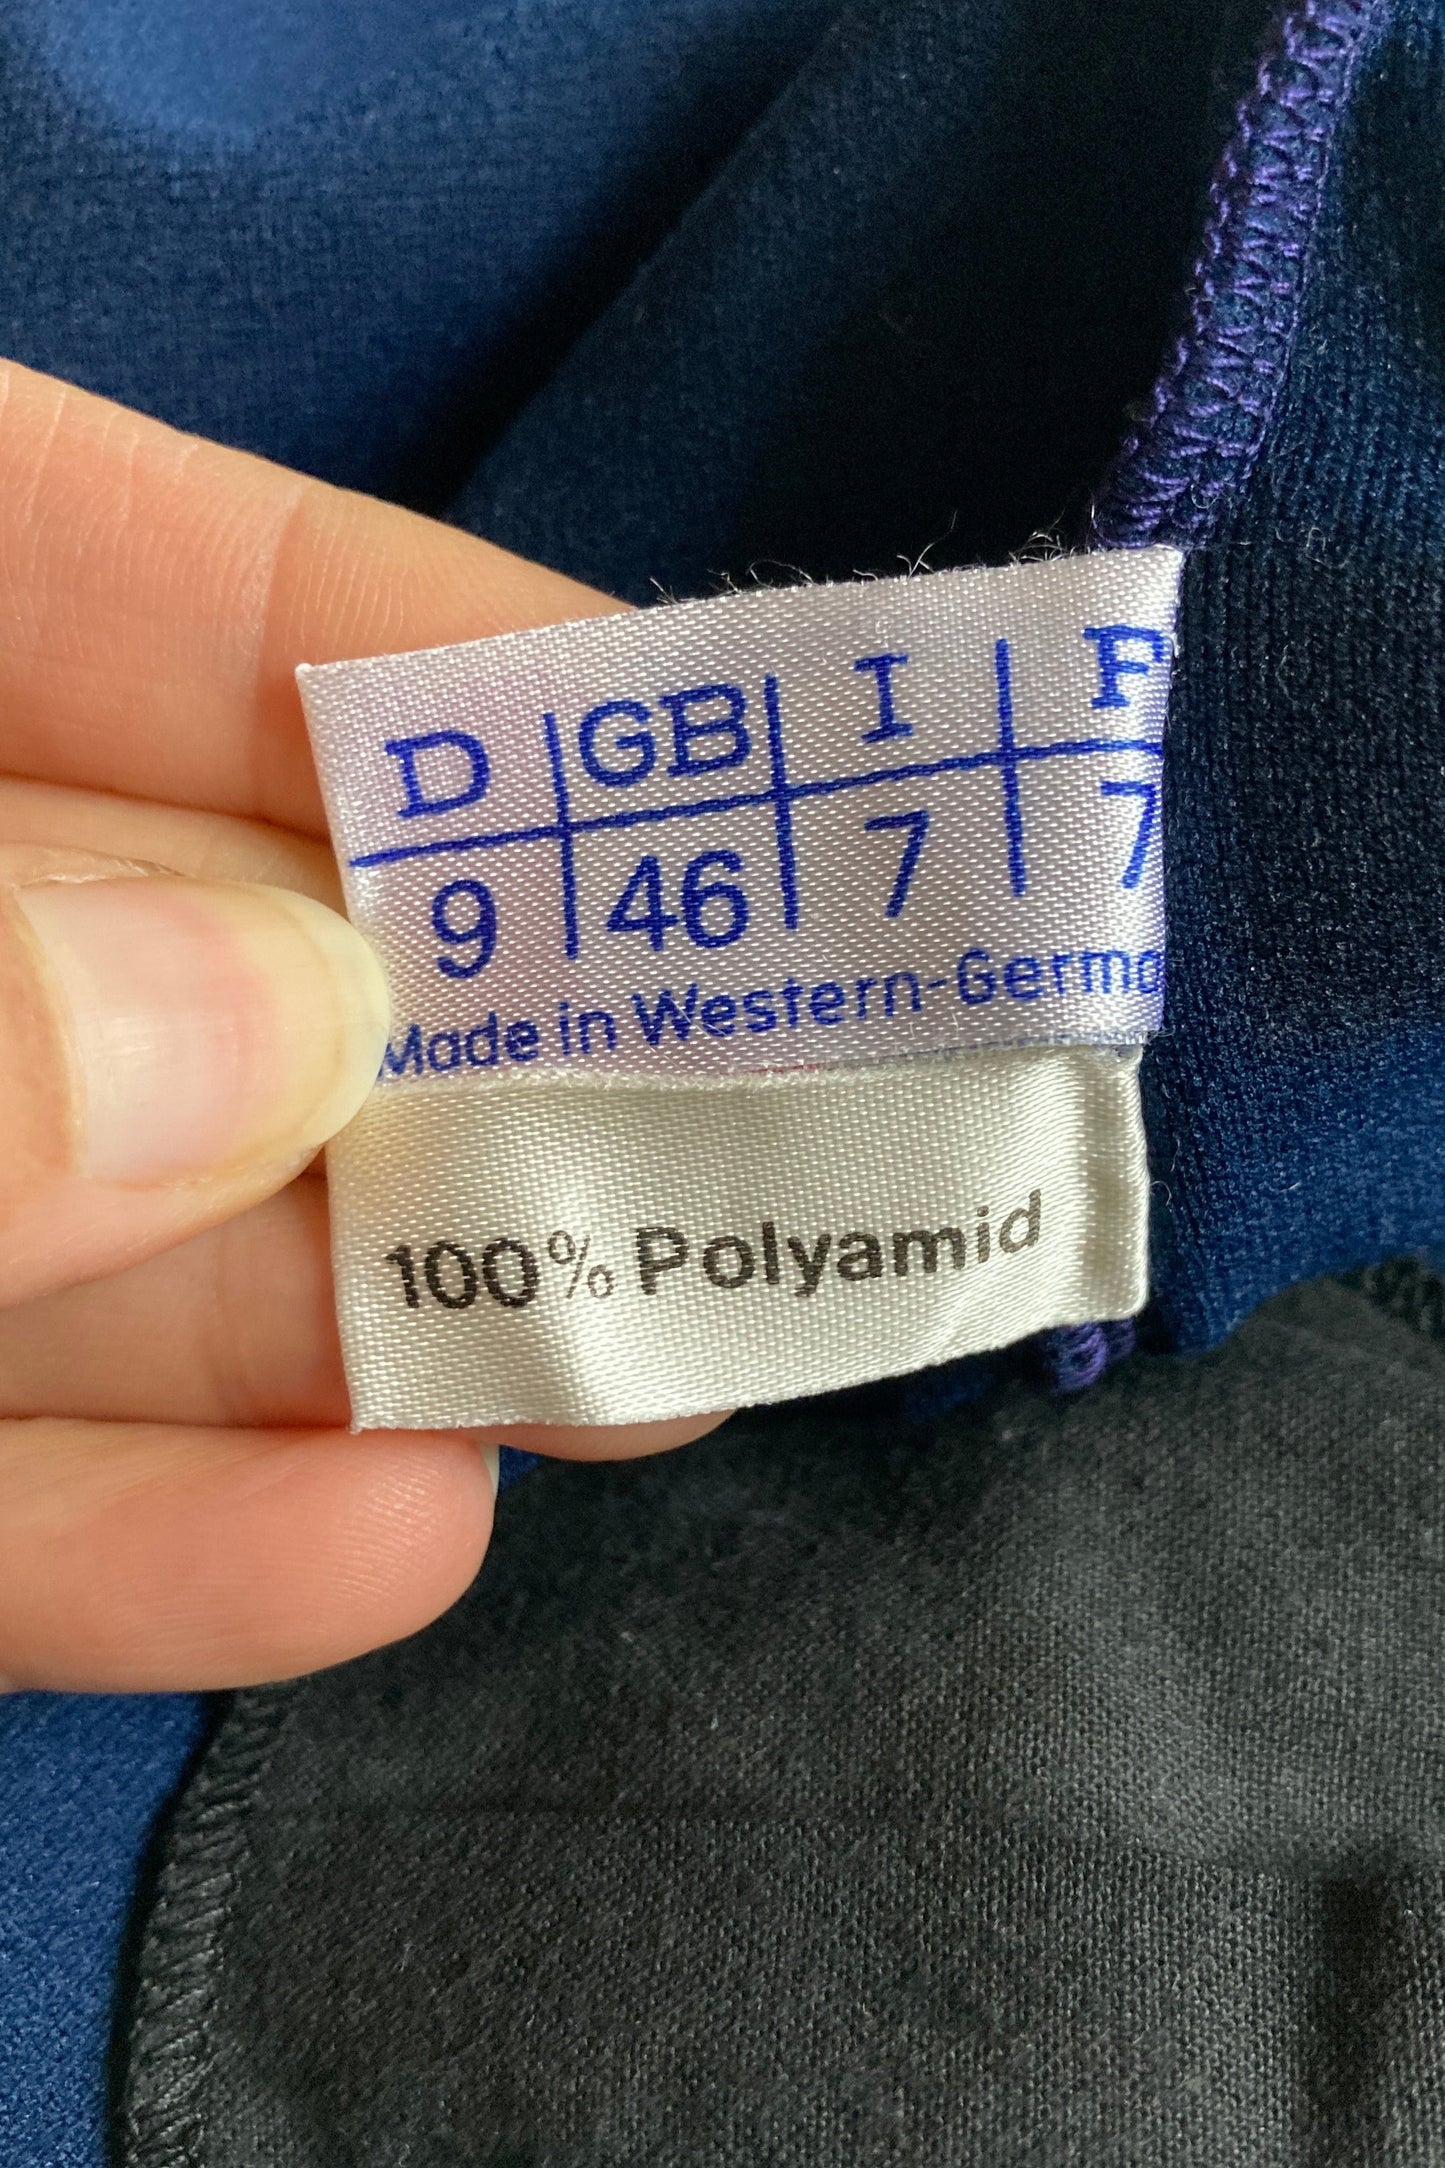 D GB I F
9 46 7 7
Made in Western-Germa
100% Polyamid